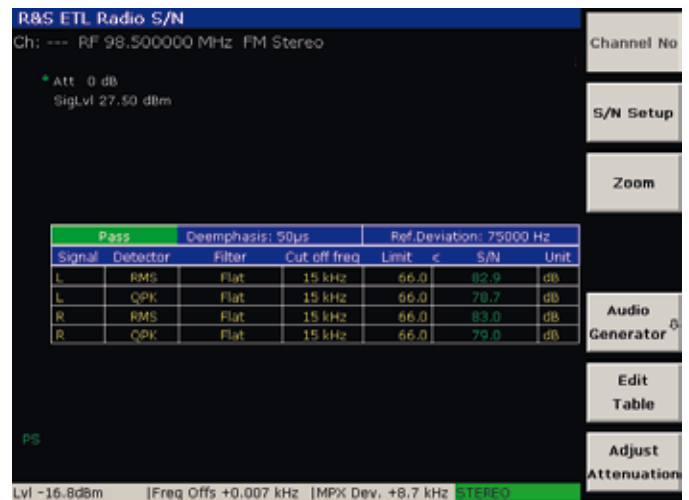 R&S ETL Radio S/N
Ch: --- RF 98.500000 MHz FM Stereo
* Att 0 dB
SigLvl 27.50 dBm
Pass Deemphasis: 50µs Ref.Deviation: 75000 Hz
Signal Detector Filter Cut off freq Limit < S/N Unit
L RMS Flat 15 kHz 66.0 82.9 dB
L QPK Flat 15 kHz 66.0 78.7 dB
R RMS Flat 15 kHz 66.0 83.0 dB
R QPK Flat 15 kHz 66.0 79.0 dB
PS
Lvl -16.8dBm |Freq Offs +0.007 kHz |MPX Dev. +8.7 kHz STEREO
Channel No
S/N Setup
Zoom
Audio
Generator
Edit
Table
Adjust
Attenuation